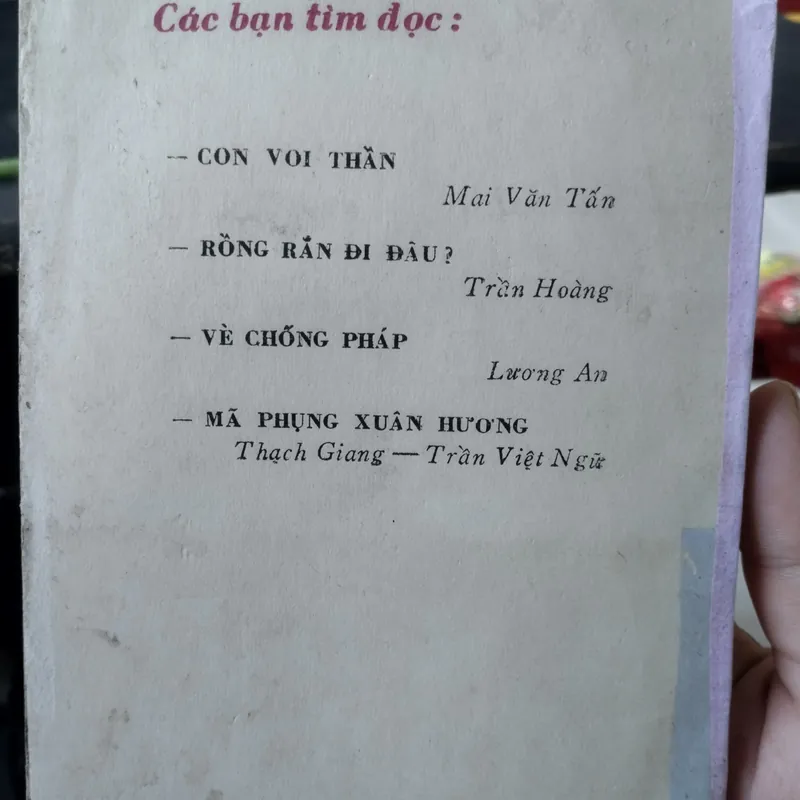 Các bạn tìm đọc :
— CON VOI THẦN
Mai Văn Tấn
— RỒNG RẮN ĐI ĐÂU ?
Trần Hoàng
— VÈ CHỐNG PHÁP
Lương An
— MÃ PHỤNG XUÂN HƯƠNG
Thạch Giang — Trần Việt Ngữ